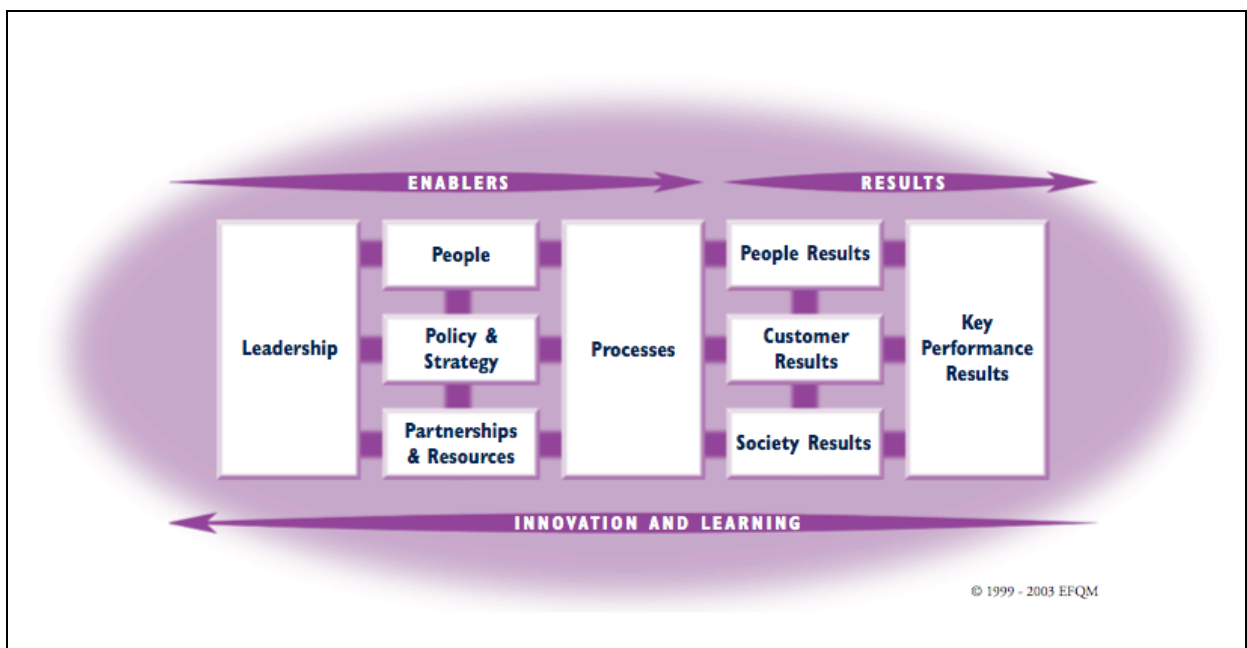 ENABLERS
RESULTS
Leadership
People
Policy &
Strategy
Partnerships
& Resources
Processes
People Results
Customer
Results
Society Results
Key
Performance
Results
INNOVATION AND LEARNING
© 1999 - 2003 EFQM